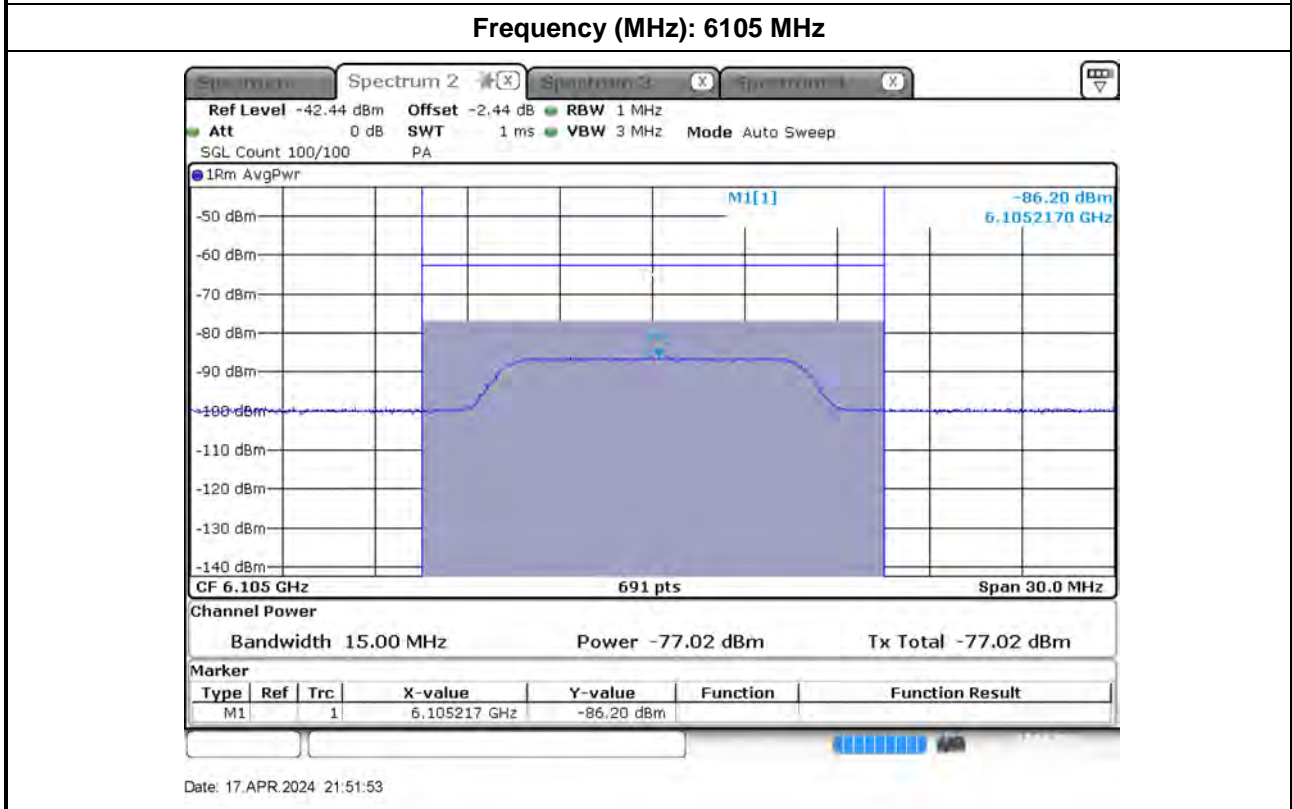 Frequency (MHz): 6105 MHz
Spectrum 2
Ref Level -42.44 dBm Offset -2.44 dB RBW 1 MHz
Att 0 dB SWT 1 ms VBW 3 MHz Mode Auto Sweep
SGL Count 100/100 PA
1Rm AvgPwr
M1[1] -86.20 dBm
6.1052170 GHz
-50 dBm
-60 dBm
-70 dBm
-80 dBm
-90 dBm
-100 dBm
-110 dBm
-120 dBm
-130 dBm
-140 dBm
CF 6.105 GHz 691 pts Span 30.0 MHz
Channel Power
Bandwidth 15.00 MHz Power -77.02 dBm Tx Total -77.02 dBm
Marker
Type Ref Trc X-value Y-value Function Function Result
M1 1 6.105217 GHz -86.20 dBm
Date: 17.APR.2024 21:51:53